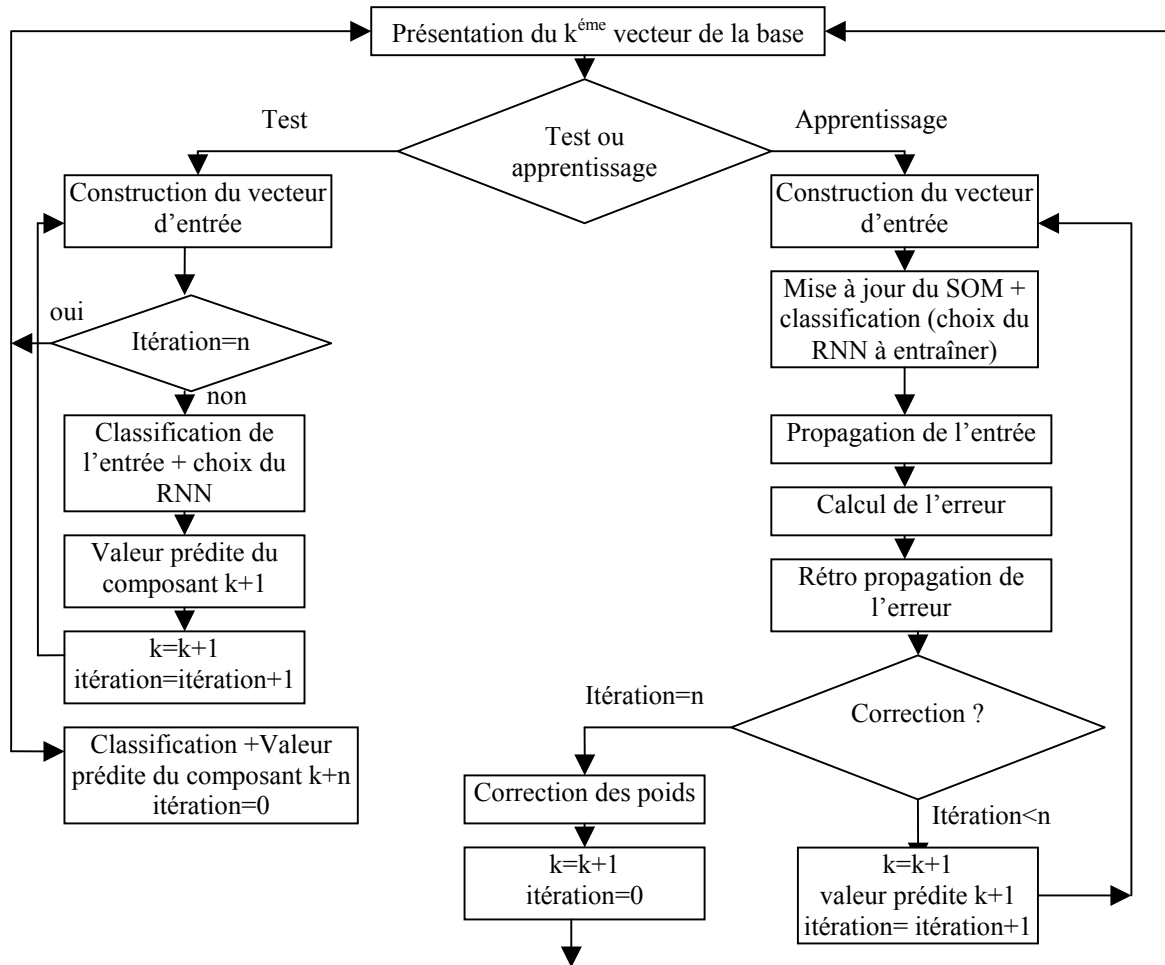 Présentation du k^éme vecteur de la base
Test
Apprentissage
Test ou
apprentissage
Construction du vecteur
d’entrée
oui
Itération=n
non
Classification de
l’entrée + choix du
RNN
Valeur prédite du
composant k+1
k=k+1
itération=itération+1
Classification +Valeur
prédite du composant k+n
itération=0
Construction du vecteur
d’entrée
Mise à jour du SOM +
classification (choix du
RNN à entraîner)
Propagation de l’entrée
Calcul de l’erreur
Rétro propagation de
l’erreur
Itération=n
Correction ?
Correction des poids
k=k+1
itération=0
Itération<n
k=k+1
valeur prédite k+1
itération= itération+1